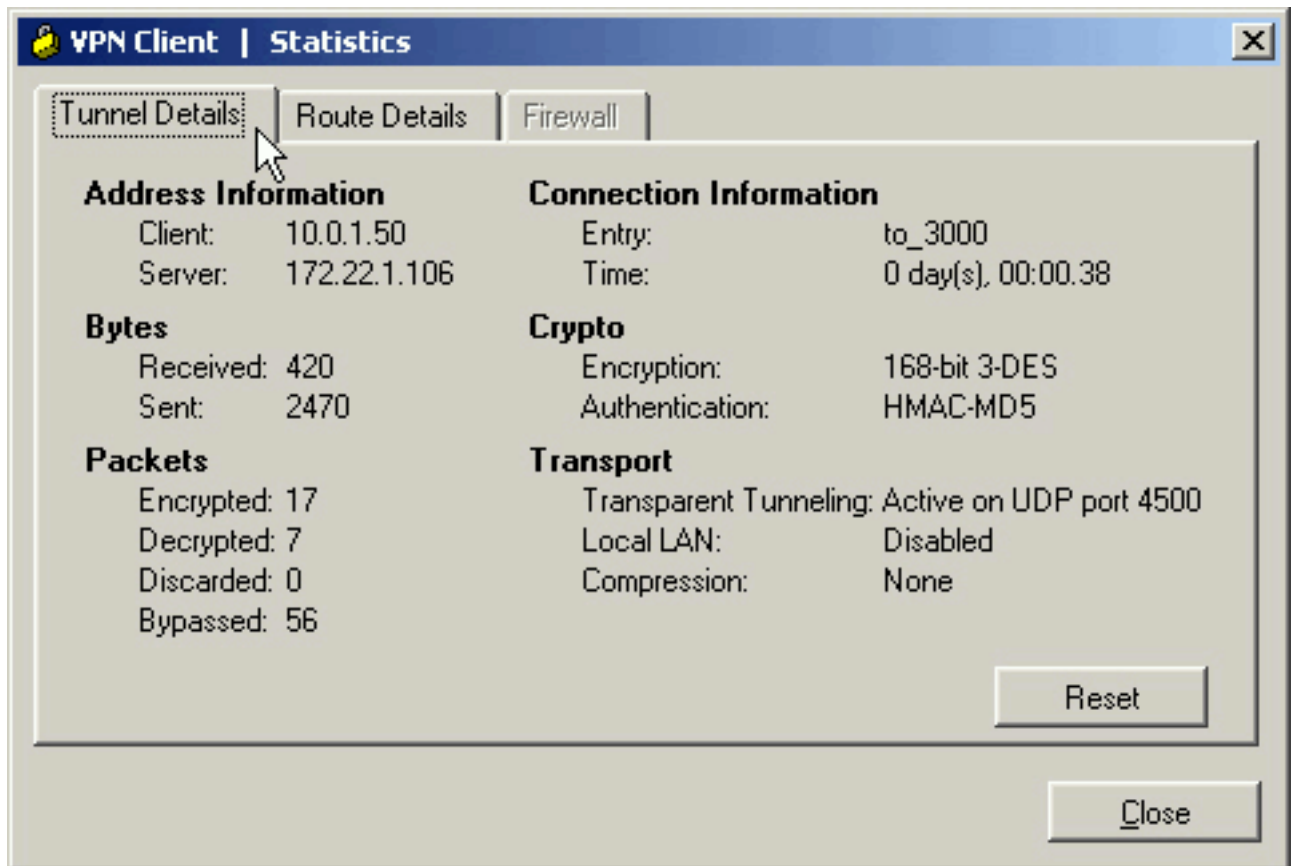 VPN Client | Statistics
Tunnel Details Route Details Firewall
Address Information
Client: 10.0.1.50
Server: 172.22.1.106
Bytes
Received: 420
Sent: 2470
Packets
Encrypted: 17
Decrypted: 7
Discarded: 0
Bypassed: 56
Connection Information
Entry: to_3000
Time: 0 day(s), 00:00.38
Crypto
Encryption: 168-bit 3-DES
Authentication: HMAC-MD5
Transport
Transparent Tunneling: Active on UDP port 4500
Local LAN: Disabled
Compression: None
Reset
Close